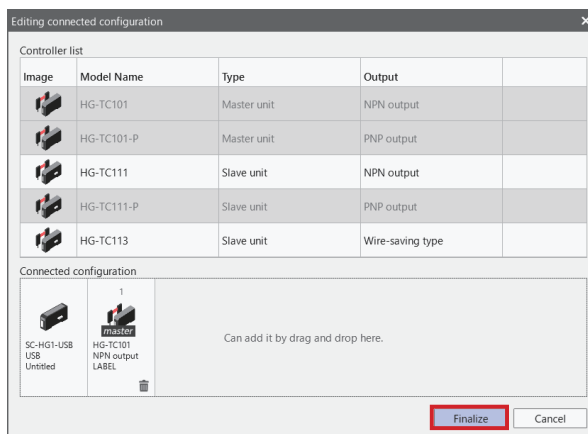 Editing connected configuration
Controller list
Image Model Name Type Output
HG-TC101 Master unit NPN output
HG-TC101-P Master unit PNP output
HG-TC111 Slave unit NPN output
HG-TC111-P Slave unit PNP output
HG-TC113 Slave unit Wire-saving type
Connected configuration
1
master
SC-HG1-USB
USB
Untitled
HG-TC101
NPN output
LABEL
Can add it by drag and drop here.
Finalize Cancel